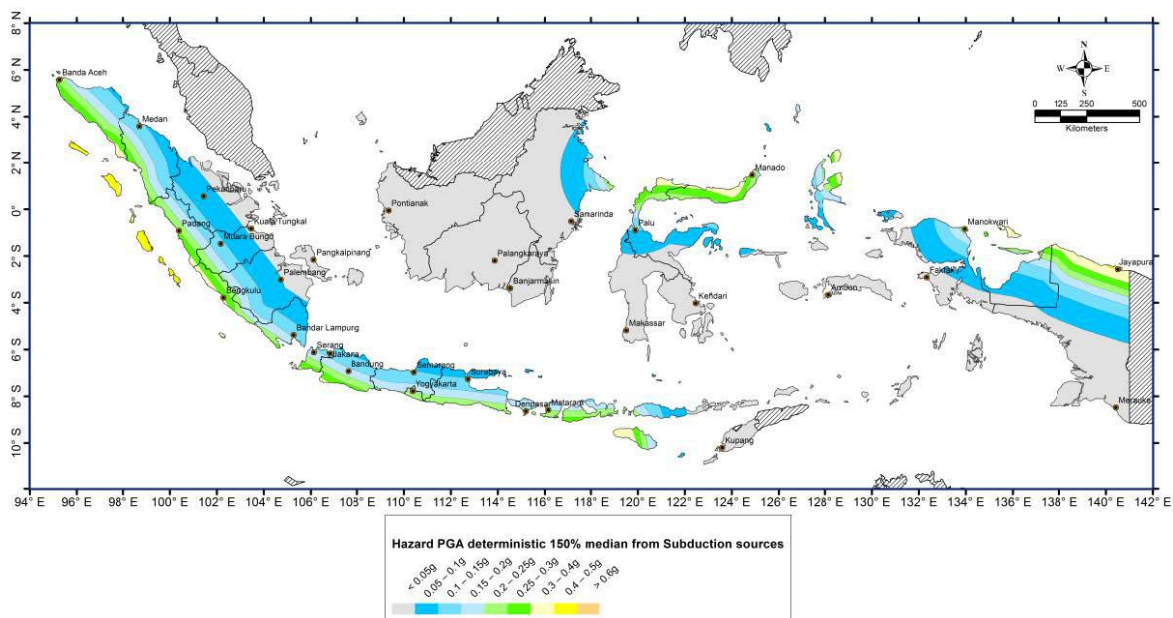 8° N
6° N
4° N
2° N
0°
2° S
4° S
6° S
8° S
10° S
N
W E
S
0 125 250 500
Kilometers
Banda Aceh
Medan
Pekanbaru
Padang
Muara Bungo
Kuala Tungkal
Pangkalpinang
Palembang
Bengkulu
Bandar Lampung
Serang
Jakarta
Bandung
Semarang
Yogyakarta
Surabaya
Denpasar
Mataram
Kupang
Pontianak
Samarinda
Palangkaraya
Banjarmasin
Manado
Palu
Kendari
Makassar
Ambon
Manokwari
Fakfak
Jayapura
Merauke
94° E 96° E 98° E 100° E 102° E 104° E 106° E 108° E 110° E 112° E 114° E 116° E 118° E 120° E 122° E 124° E 126° E 128° E 130° E 132° E 134° E 136° E 138° E 140° E 142° E
Hazard PGA deterministic 150% median from Subduction sources
< 0.05g 0.05 – 0.1g 0.1 – 0.15g 0.15 – 0.2g 0.2 – 0.25g 0.25 – 0.3g 0.3 – 0.4g 0.4 – 0.5g > 0.6g